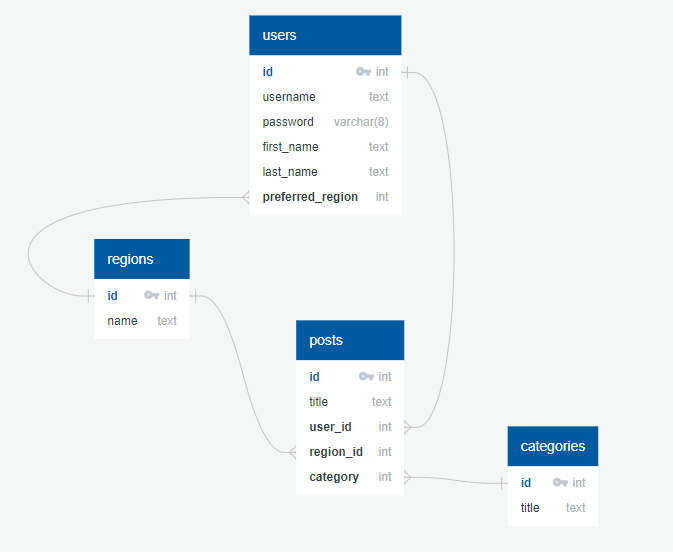 users
id int
username text
password varchar(8)
first_name text
last_name text
preferred_region int
regions
id int
name text
posts
id int
title text
user_id int
region_id int
category int
categories
id int
title text